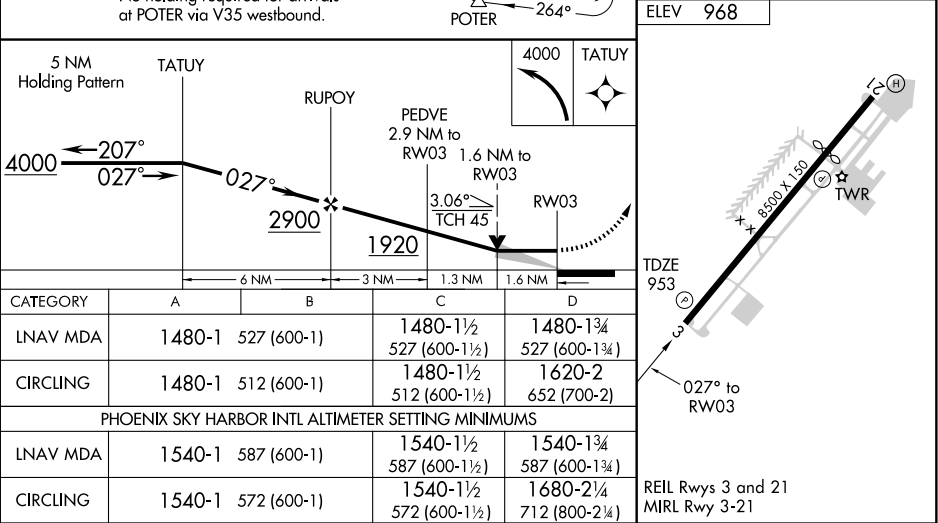 No holding required for arrivals
at POTER via V35 westbound.
POTER
264°
ELEV 968
5 NM
Holding Pattern
TATUY
RUPOY
PEDVE
2.9 NM to
RW03
1.6 NM to
RW03
4000
TATUY
4000
207°
027°
027°
2900
1920
3.06°
TCH 45
RW03
6 NM
3 NM
1.3 NM
1.6 NM
CATEGORY A B C D
LNAV MDA 1480-1 527 (600-1) 1480-1½ 1480-1¾
527 (600-1½) 527 (600-1¾)
CIRCLING 1480-1 512 (600-1) 1480-1½ 1620-2
512 (600-1½) 652 (700-2)
PHOENIX SKY HARBOR INTL ALTIMETER SETTING MINIMUMS
LNAV MDA 1540-1 587 (600-1) 1540-1½ 1540-1¾
587 (600-1½) 587 (600-1¾)
CIRCLING 1540-1 572 (600-1) 1540-1½ 1680-2¼
572 (600-1½) 712 (800-2¼)
21
H
P
TWR
8500 X 150
X X
TDZE
953
P
3
027° to
RW03
REIL Rwys 3 and 21
MIRL Rwy 3-21